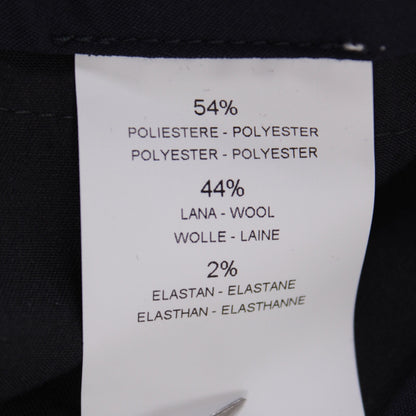 54%
POLIESTERE - POLYESTER
POLYESTER - POLYESTER
44%
LANA - WOOL
WOLLE - LAINE
2%
ELASTAN - ELASTANE
ELASTHAN - ELASTHANNE